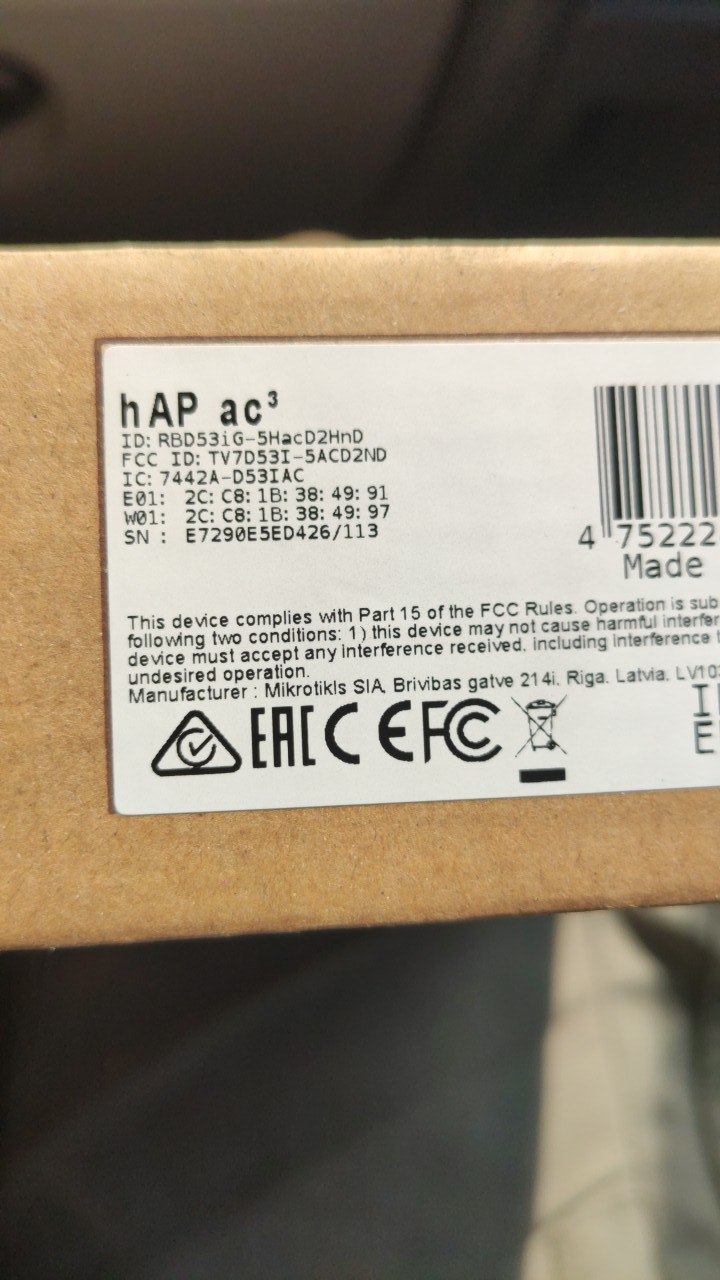 hAP ac³
ID: RBD53iG-5HacD2HnD
FCC ID: TV7D53I-5ACD2ND
IC: 7442A-D53IAC
E01: 2C: C8: 1B: 38: 49: 91
W01: 2C: C8: 1B: 38: 49: 97
SN : E7290E5ED426/113
4 75222
Made
This device complies with Part 15 of the FCC Rules. Operation is sub
following two conditions: 1) this device may not cause harmful interfer
device must accept any interference received, including interference t
undesired operation.
Manufacturer : Mikrotikls SIA, Brivibas gatve 214i, Riga, Latvia, LV10
EAC CE FC